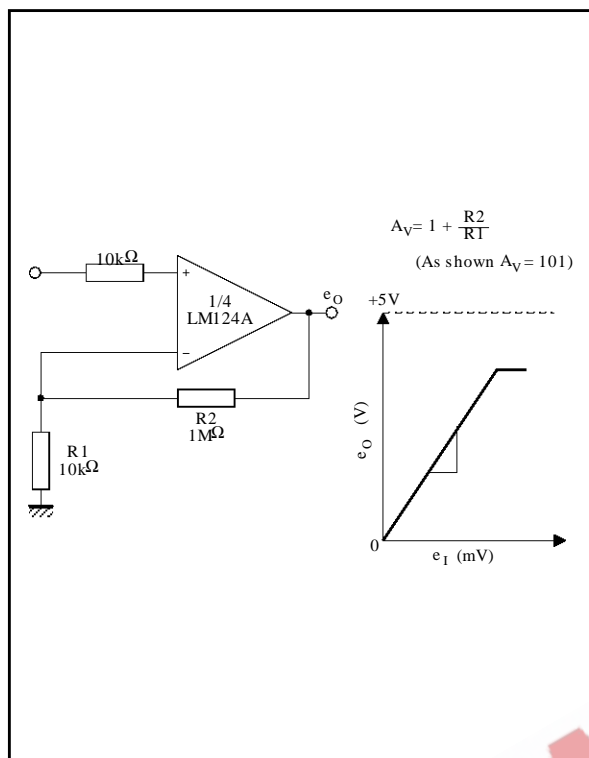 A_V = 1 + R2/R1
(As shown A_V = 101)
10kΩ
+
1/4
LM124A
−
e_O
R2
1MΩ
R1
10kΩ
+5V
e_O (V)
0
e_I (mV)